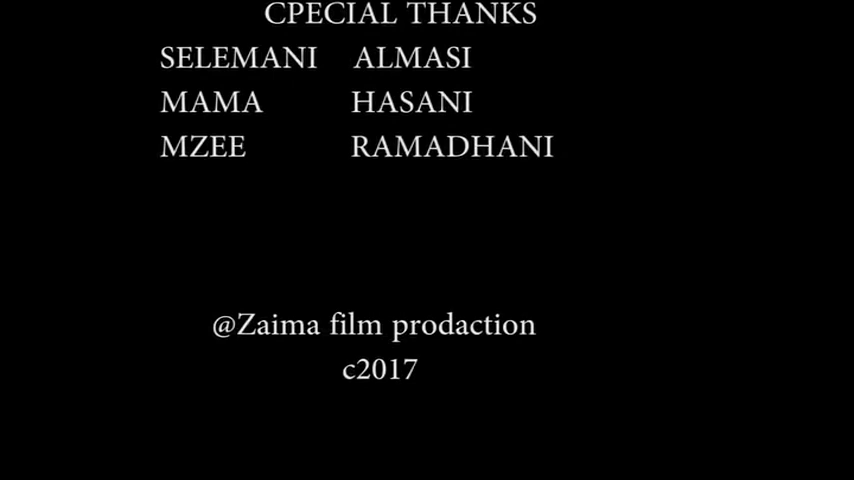 CPECIAL THANKS
SELEMANI ALMASI
MAMA HASANI
MZEE RAMADHANI
@Zaima film prodaction
c2017